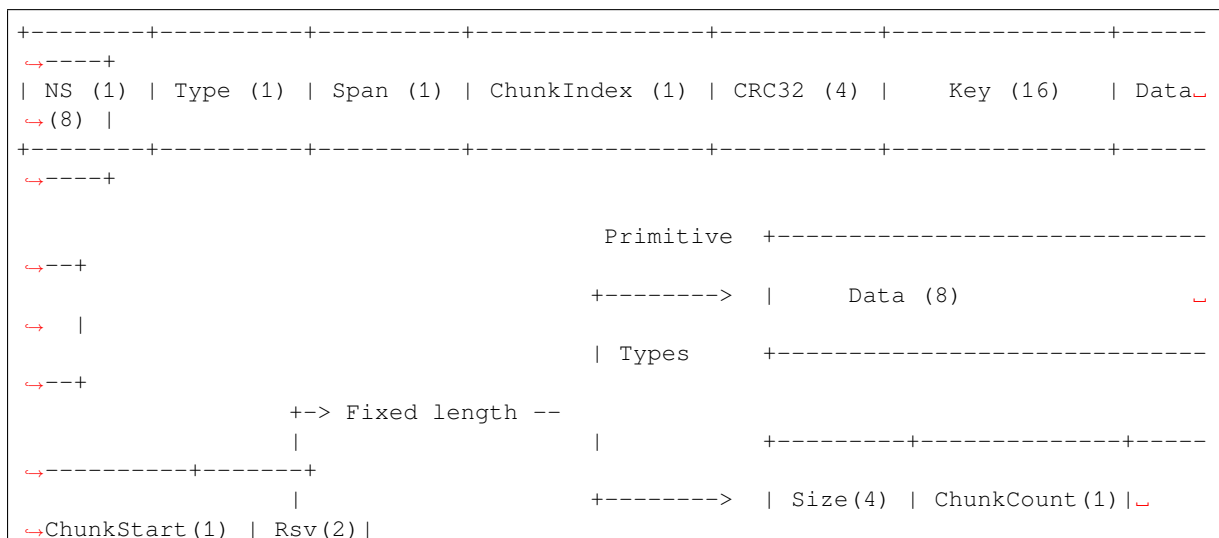 +--------+----------+----------+---------------+-----------+---------------+------
↪----+
| NS (1) | Type (1) | Span (1) | ChunkIndex (1) | CRC32 (4) |    Key (16)   | Data␣
↪(8) |
+--------+----------+----------+---------------+-----------+---------------+------
↪----+
Primitive  +-----------------------------
↪--+
+-------->  |     Data (8)                ␣
↪  |
| Types     +-----------------------------
↪--+
+-> Fixed length --
|                    |           +---------+--------------+-----
↪----------+-------+
|                    +-------->  | Size(4) | ChunkCount(1)|␣
↪ChunkStart(1) | Rsv(2)|